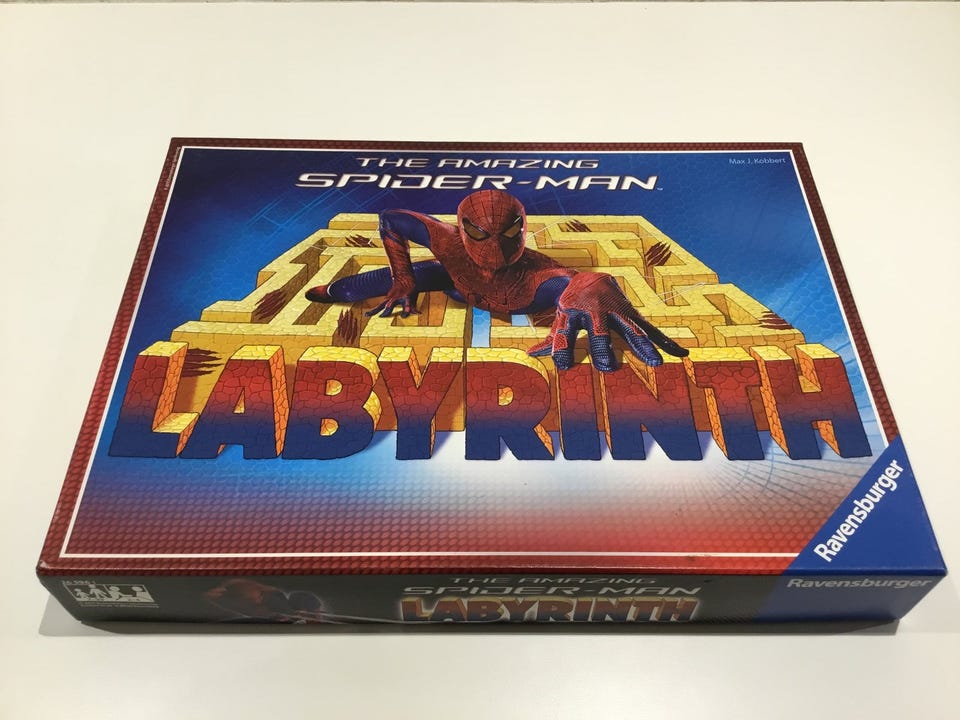 THE AMAZING
SPIDER-MAN
Max J. Kobbert
LABYRINTH
Ravensburger
THE AMAZING
SPIDER-MAN
LABYRINTH
Ravensburger